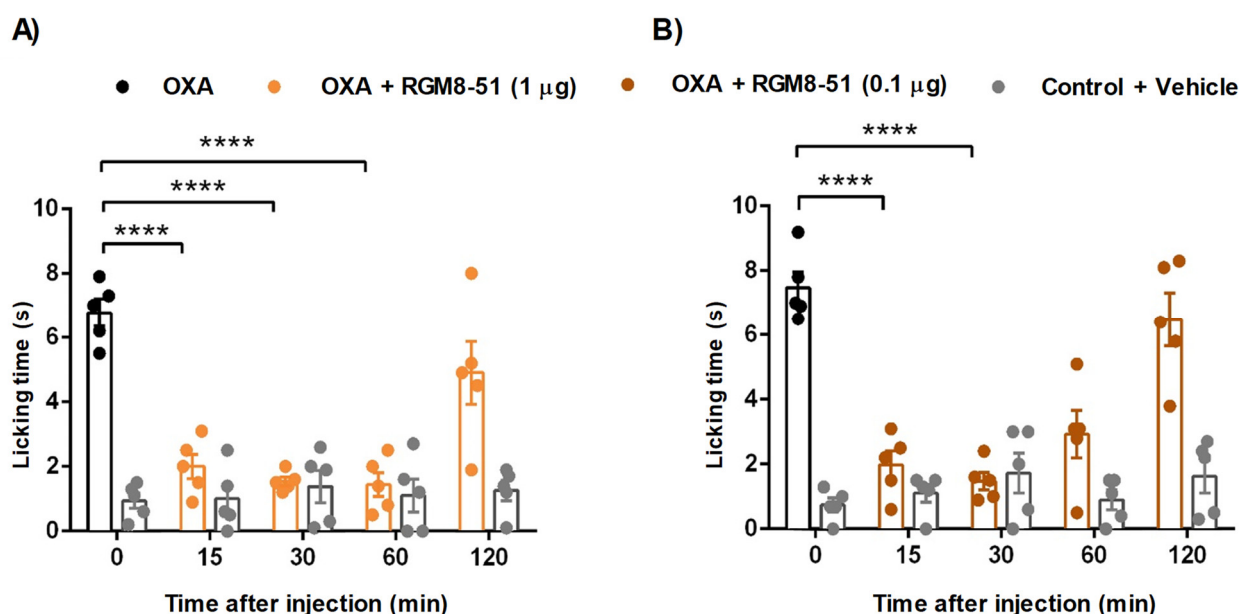 A)
B)
OXA
OXA + RGM8-51 (1 μg)
OXA + RGM8-51 (0.1 μg)
Control + Vehicle
****
****
****
10
8
6
4
2
0
Licking time (s)
0 15 30 60 120
Time after injection (min)
****
****
10
8
6
4
2
0
Licking time (s)
0 15 30 60 120
Time after injection (min)